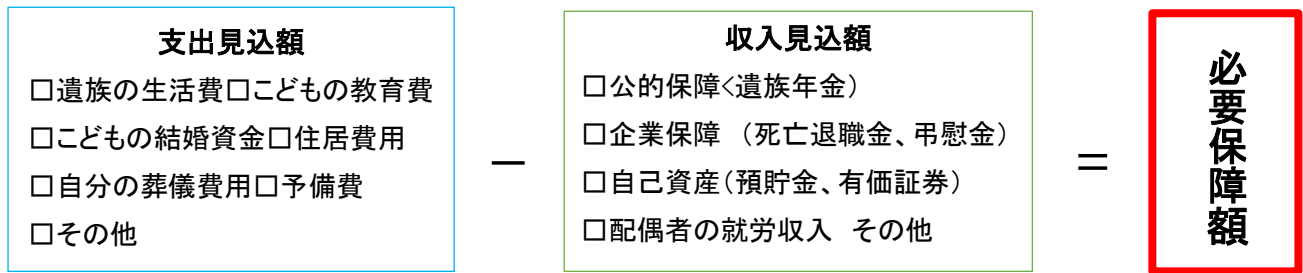 支出見込額
□遺族の生活費□こどもの教育費
□こどもの結婚資金□住居費用
□自分の葬儀費用□予備費
□その他
－
収入見込額
□公的保障<遺族年金）
□企業保障　（死亡退職金、弔慰金）
□自己資産（預貯金、有価証券）
□配偶者の就労収入　その他
＝
必要保障額